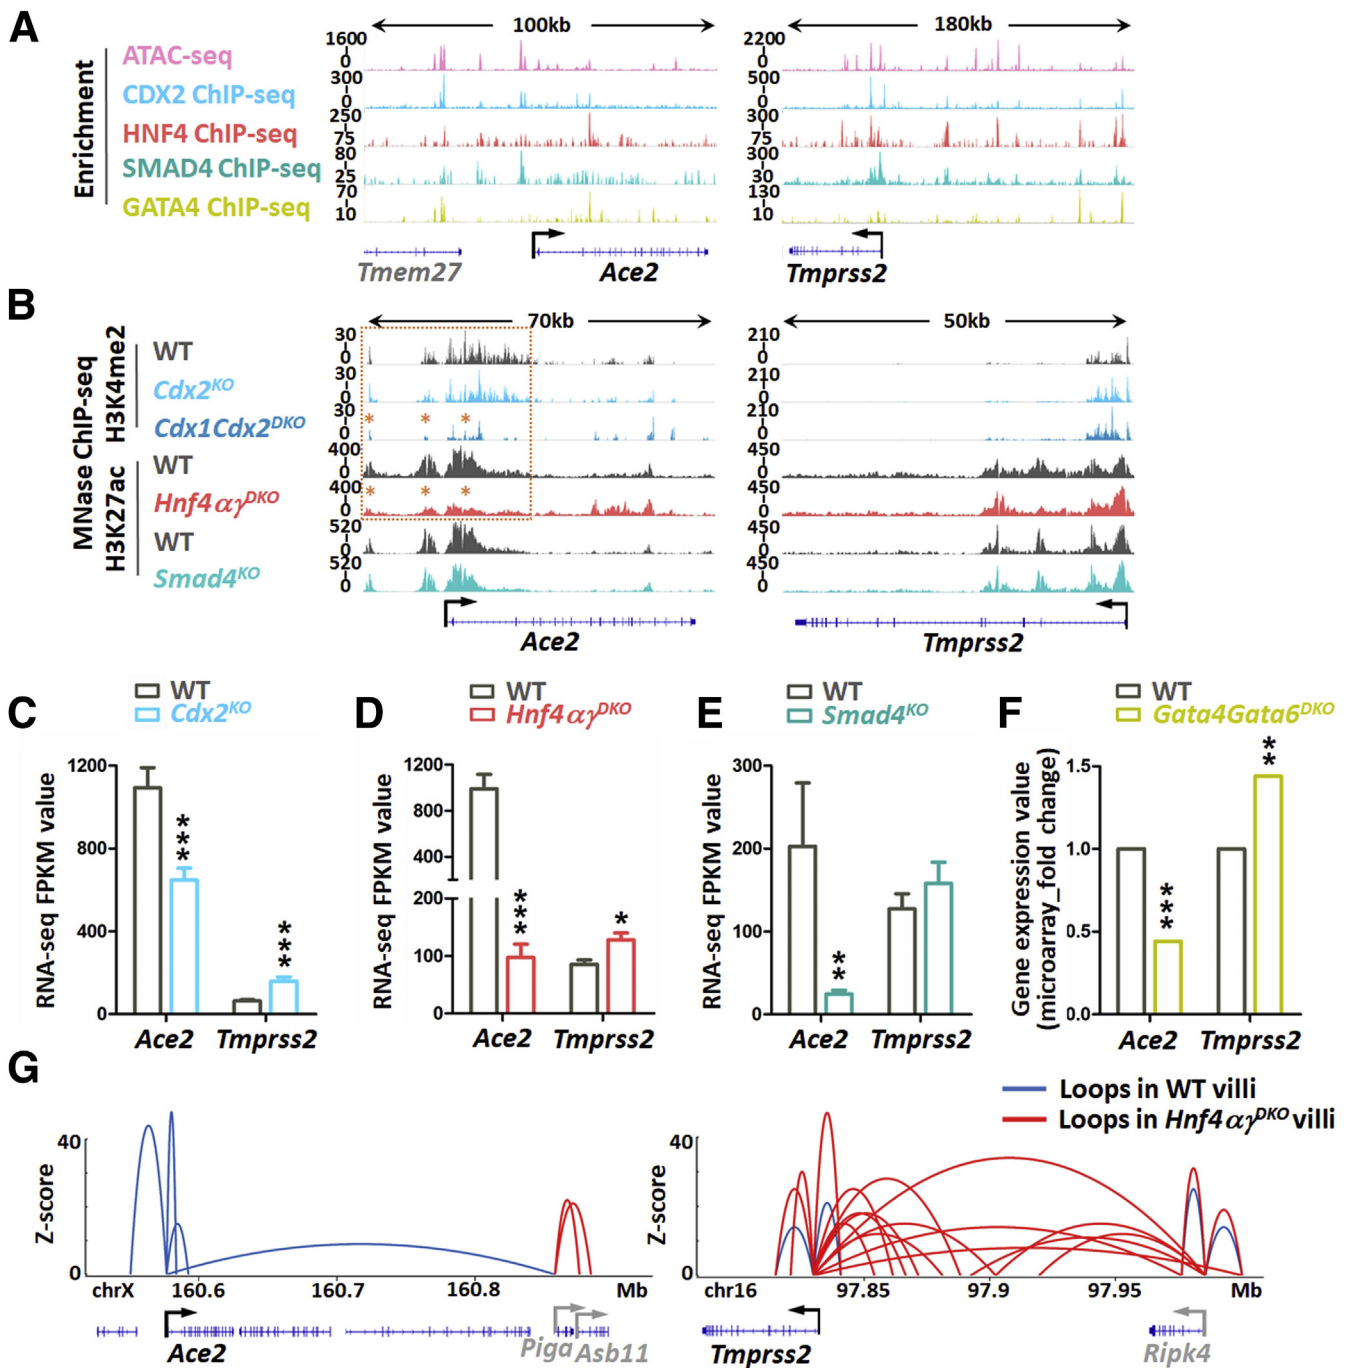 A
100kb
180kb
Enrichment
ATAC-seq
CDX2 ChIP-seq
HNF4 ChIP-seq
SMAD4 ChIP-seq
GATA4 ChIP-seq
1600
0
300
0
250
75
80
25
70
10
2200
0
500
0
300
75
300
30
130
10
Tmem27
Ace2
Tmprss2
B
70kb
50kb
MNase ChIP-seq
H3K4me2
H3K27ac
WT
Cdx2KO
Cdx1Cdx2DKO
WT
Hnf4αγDKO
WT
Smad4KO
30
0
30
0
30
0
400
0
400
0
520
0
520
0
* * *
* * *
210
0
210
0
210
0
450
0
450
0
450
0
450
0
Ace2
Tmprss2
C
WT
Cdx2KO
RNA-seq FPKM value
1200
800
400
0
***
***
Ace2 Tmprss2
D
WT
Hnf4αγDKO
RNA-seq FPKM value
1200
800
400
200
100
0
***
*
Ace2 Tmprss2
E
WT
Smad4KO
RNA-seq FPKM value
300
200
100
0
**
Ace2 Tmprss2
F
WT
Gata4Gata6DKO
Gene expression value
(microarray_fold change)
1.5
1.0
0.5
0.0
***
**
Ace2 Tmprss2
G
Loops in WT villi
Loops in Hnf4αγDKO villi
Z-score
40
0
chrX 160.6 160.7 160.8 Mb
Ace2
Piga
Asb11
Z-score
40
0
chr16 97.85 97.9 97.95 Mb
Tmprss2
Ripk4